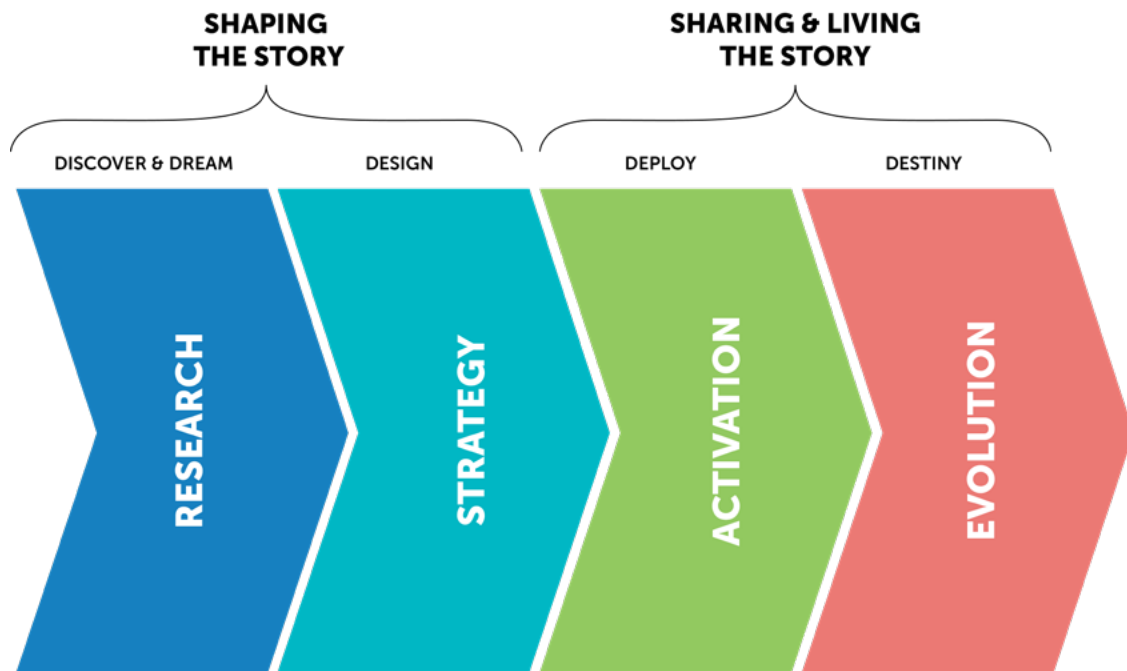 SHAPING
THE STORY
SHARING & LIVING
THE STORY
DISCOVER & DREAM
DESIGN
DEPLOY
DESTINY
RESEARCH
STRATEGY
ACTIVATION
EVOLUTION